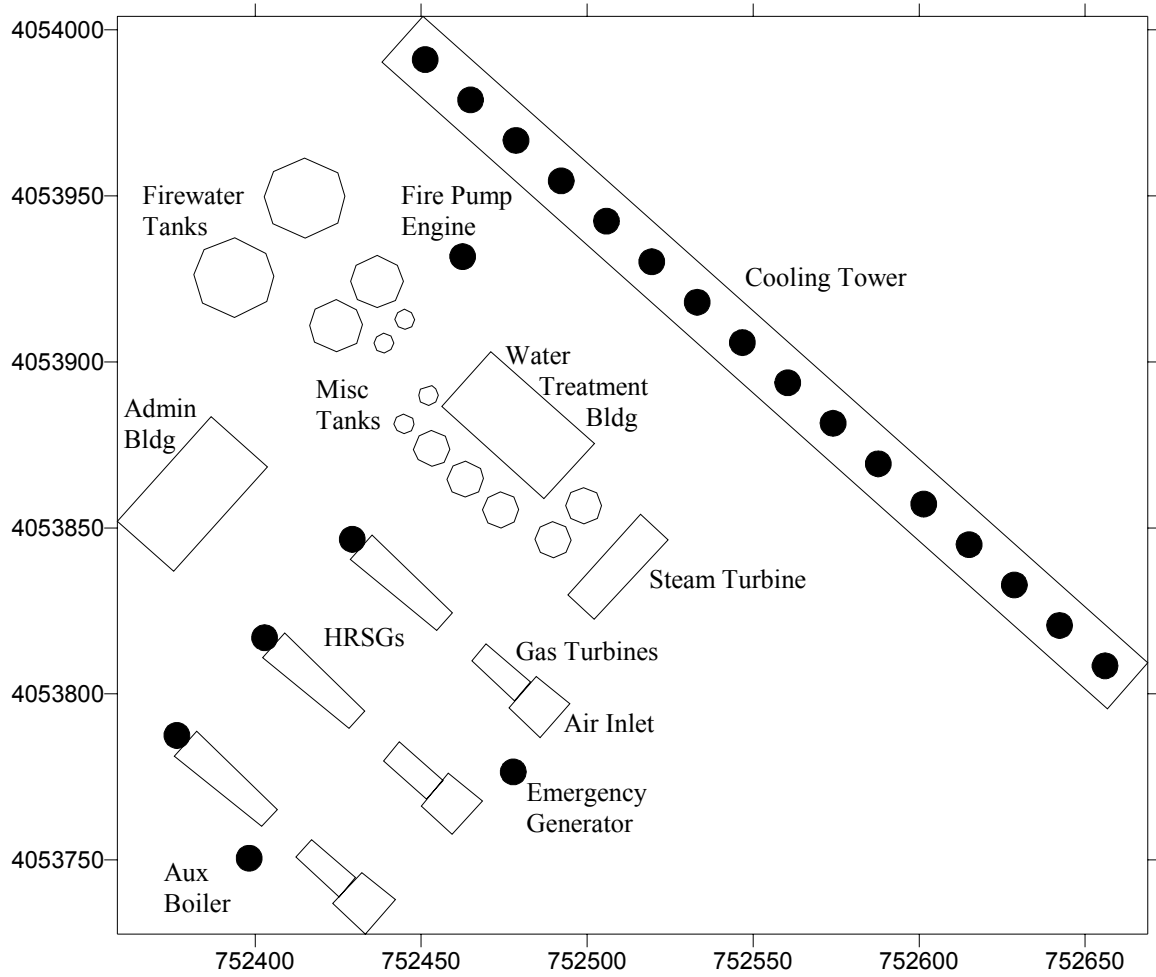 4054000
4053950
4053900
4053850
4053800
4053750
Firewater
Tanks
Fire Pump
Engine
Cooling Tower
Water
Treatment
Bldg
Misc
Tanks
Admin
Bldg
Steam Turbine
HRSGs
Gas Turbines
Air Inlet
Emergency
Generator
Aux
Boiler
752400 752450 752500 752550 752600 752650